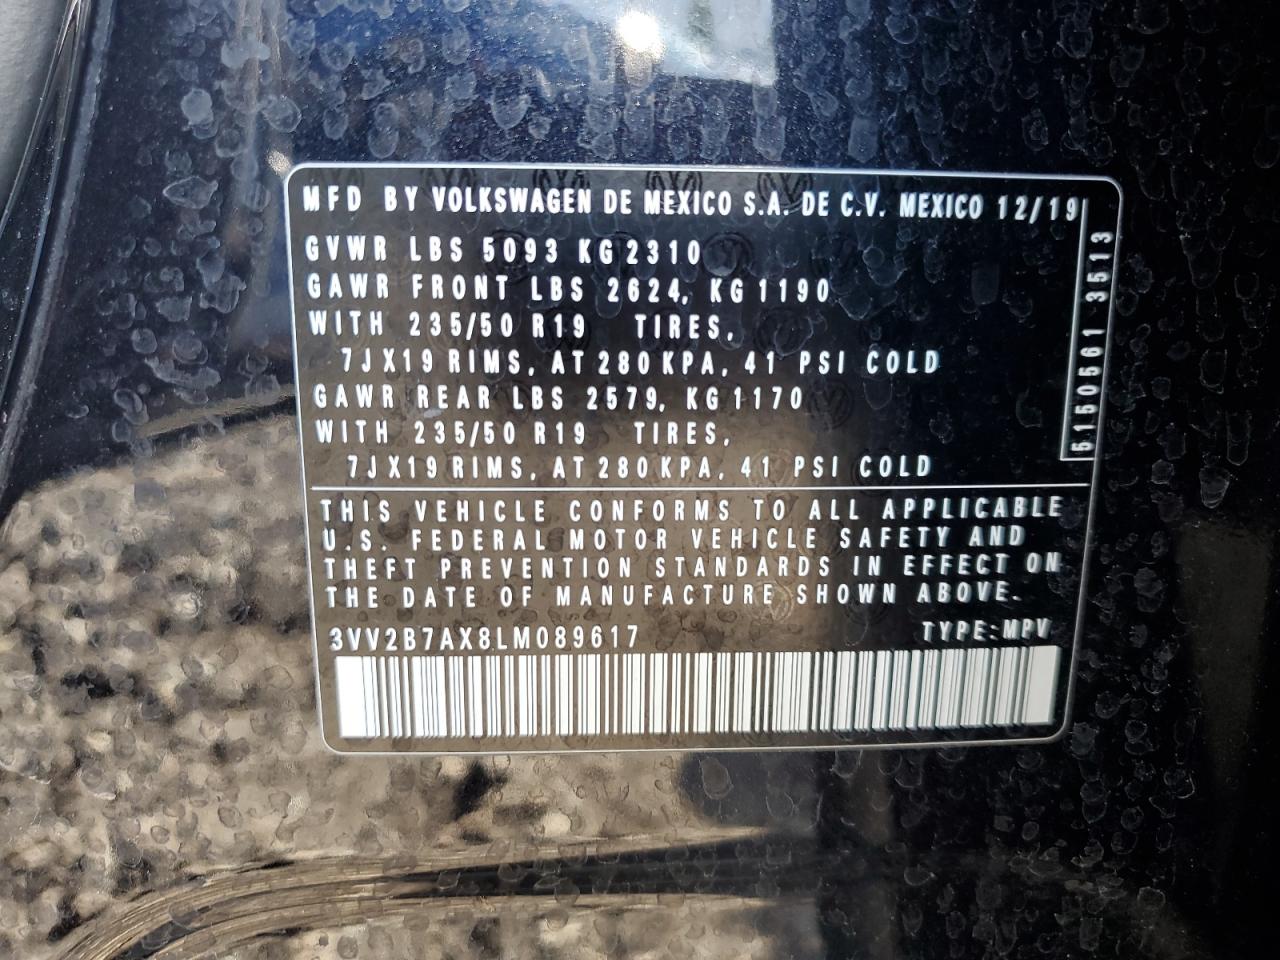 MFD BY VOLKSWAGEN DE MEXICO S.A. DE C.V. MEXICO 12/19
GVWR LBS 5093 KG 2310
GAWR FRONT LBS 2624, KG 1190
WITH 235/50 R19 TIRES,
7JX19 RIMS, AT 280 KPA, 41 PSI COLD
GAWR REAR LBS 2579, KG 1170
WITH 235/50 R19 TIRES,
7JX19 RIMS, AT 280 KPA, 41 PSI COLD
5150561 3513
THIS VEHICLE CONFORMS TO ALL APPLICABLE
U.S. FEDERAL MOTOR VEHICLE SAFETY AND
THEFT PREVENTION STANDARDS IN EFFECT ON
THE DATE OF MANUFACTURE SHOWN ABOVE.
3VV2B7AX8LM089617 TYPE: MPV